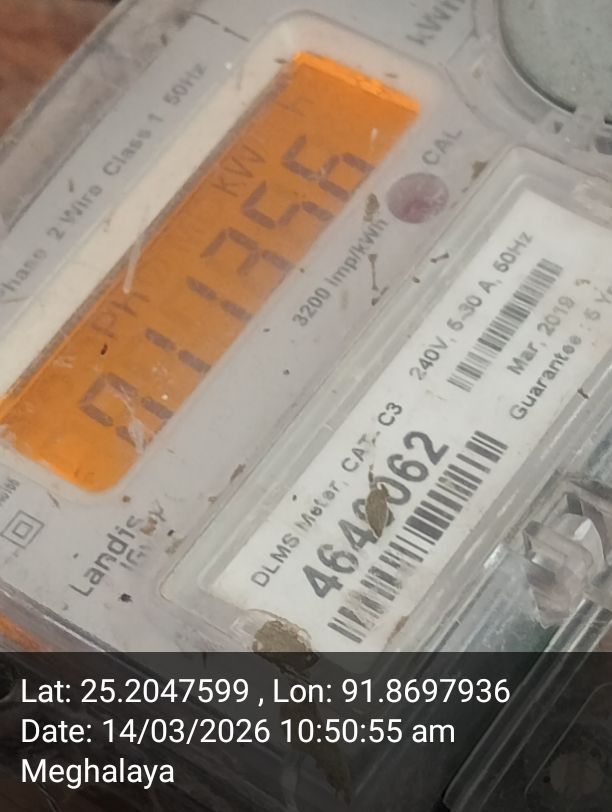 Phase 2 Wire Class 1 50Hz
kWh
CAL
3200 imp/kWh
240V, 5-30 A, 50Hz
Mar, 2019
Guarantee : 5
DLMS Meter, CAT - C3
Landis
Lat: 25.2047599 , Lon: 91.8697936
Date: 14/03/2026 10:50:55 am
Meghalaya